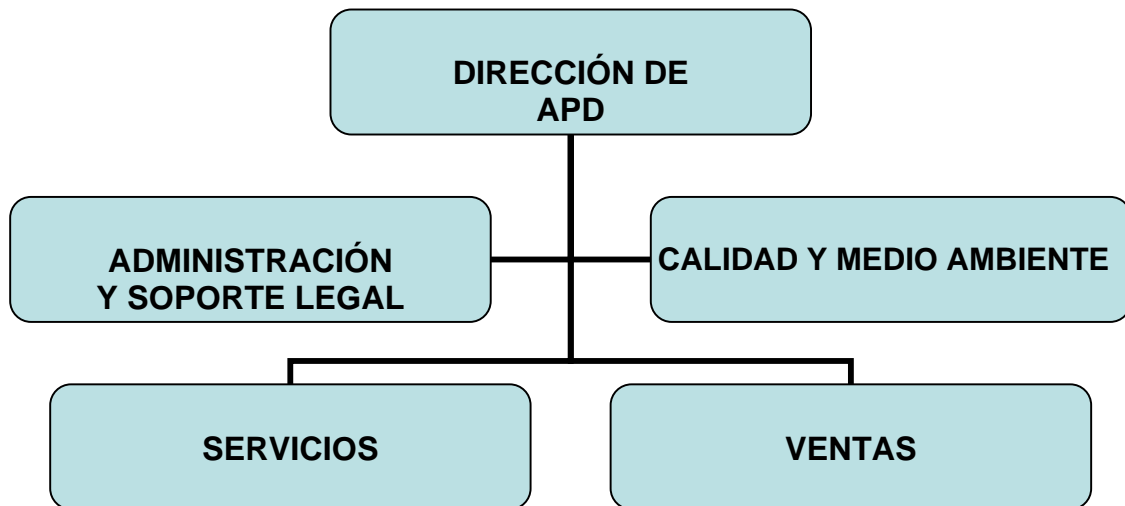 DIRECCIÓN DE
APD
ADMINISTRACIÓN
Y SOPORTE LEGAL
CALIDAD Y MEDIO AMBIENTE
SERVICIOS
VENTAS